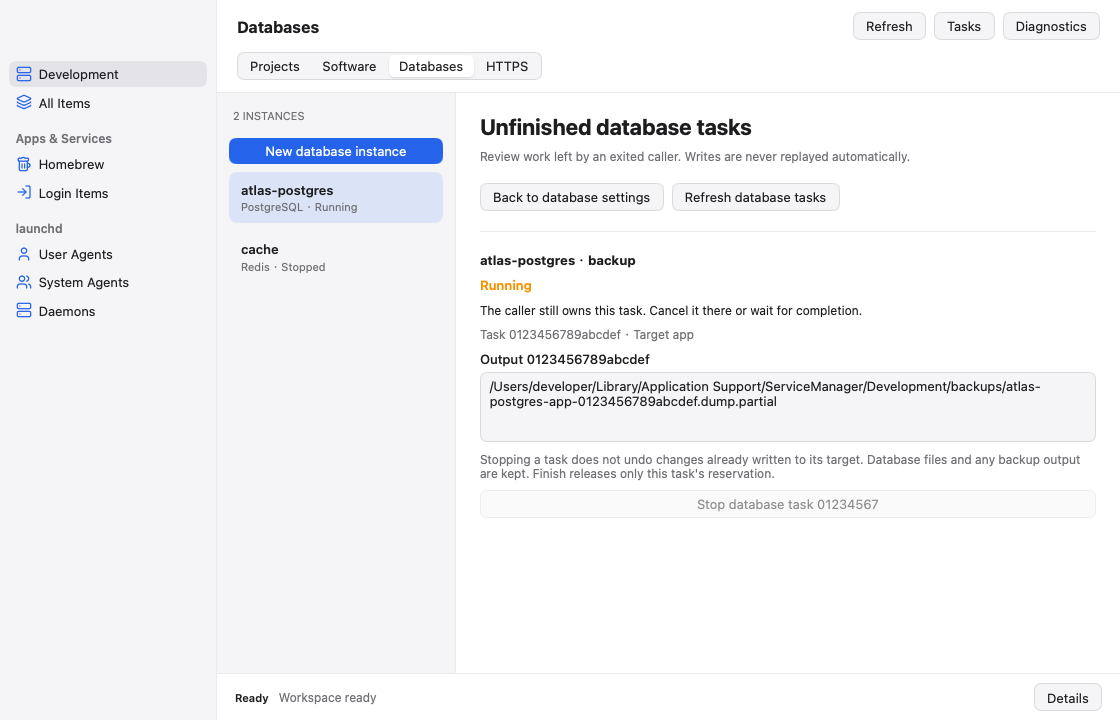 Databases
Refresh
Tasks
Diagnostics
Projects
Software
Databases
HTTPS
Development
All Items
Apps & Services
Homebrew
Login Items
launchd
User Agents
System Agents
Daemons
2 INSTANCES
New database instance
atlas-postgres
PostgreSQL · Running
cache
Redis · Stopped
Unfinished database tasks
Review work left by an exited caller. Writes are never replayed automatically.
Back to database settings
Refresh database tasks
atlas-postgres · backup
Running
The caller still owns this task. Cancel it there or wait for completion.
Task 0123456789abcdef · Target app
Output 0123456789abcdef
/Users/developer/Library/Application Support/ServiceManager/Development/backups/atlas-
postgres-app-0123456789abcdef.dump.partial
Stopping a task does not undo changes already written to its target. Database files and any backup output
are kept. Finish releases only this task's reservation.
Stop database task 01234567
Ready
Workspace ready
Details